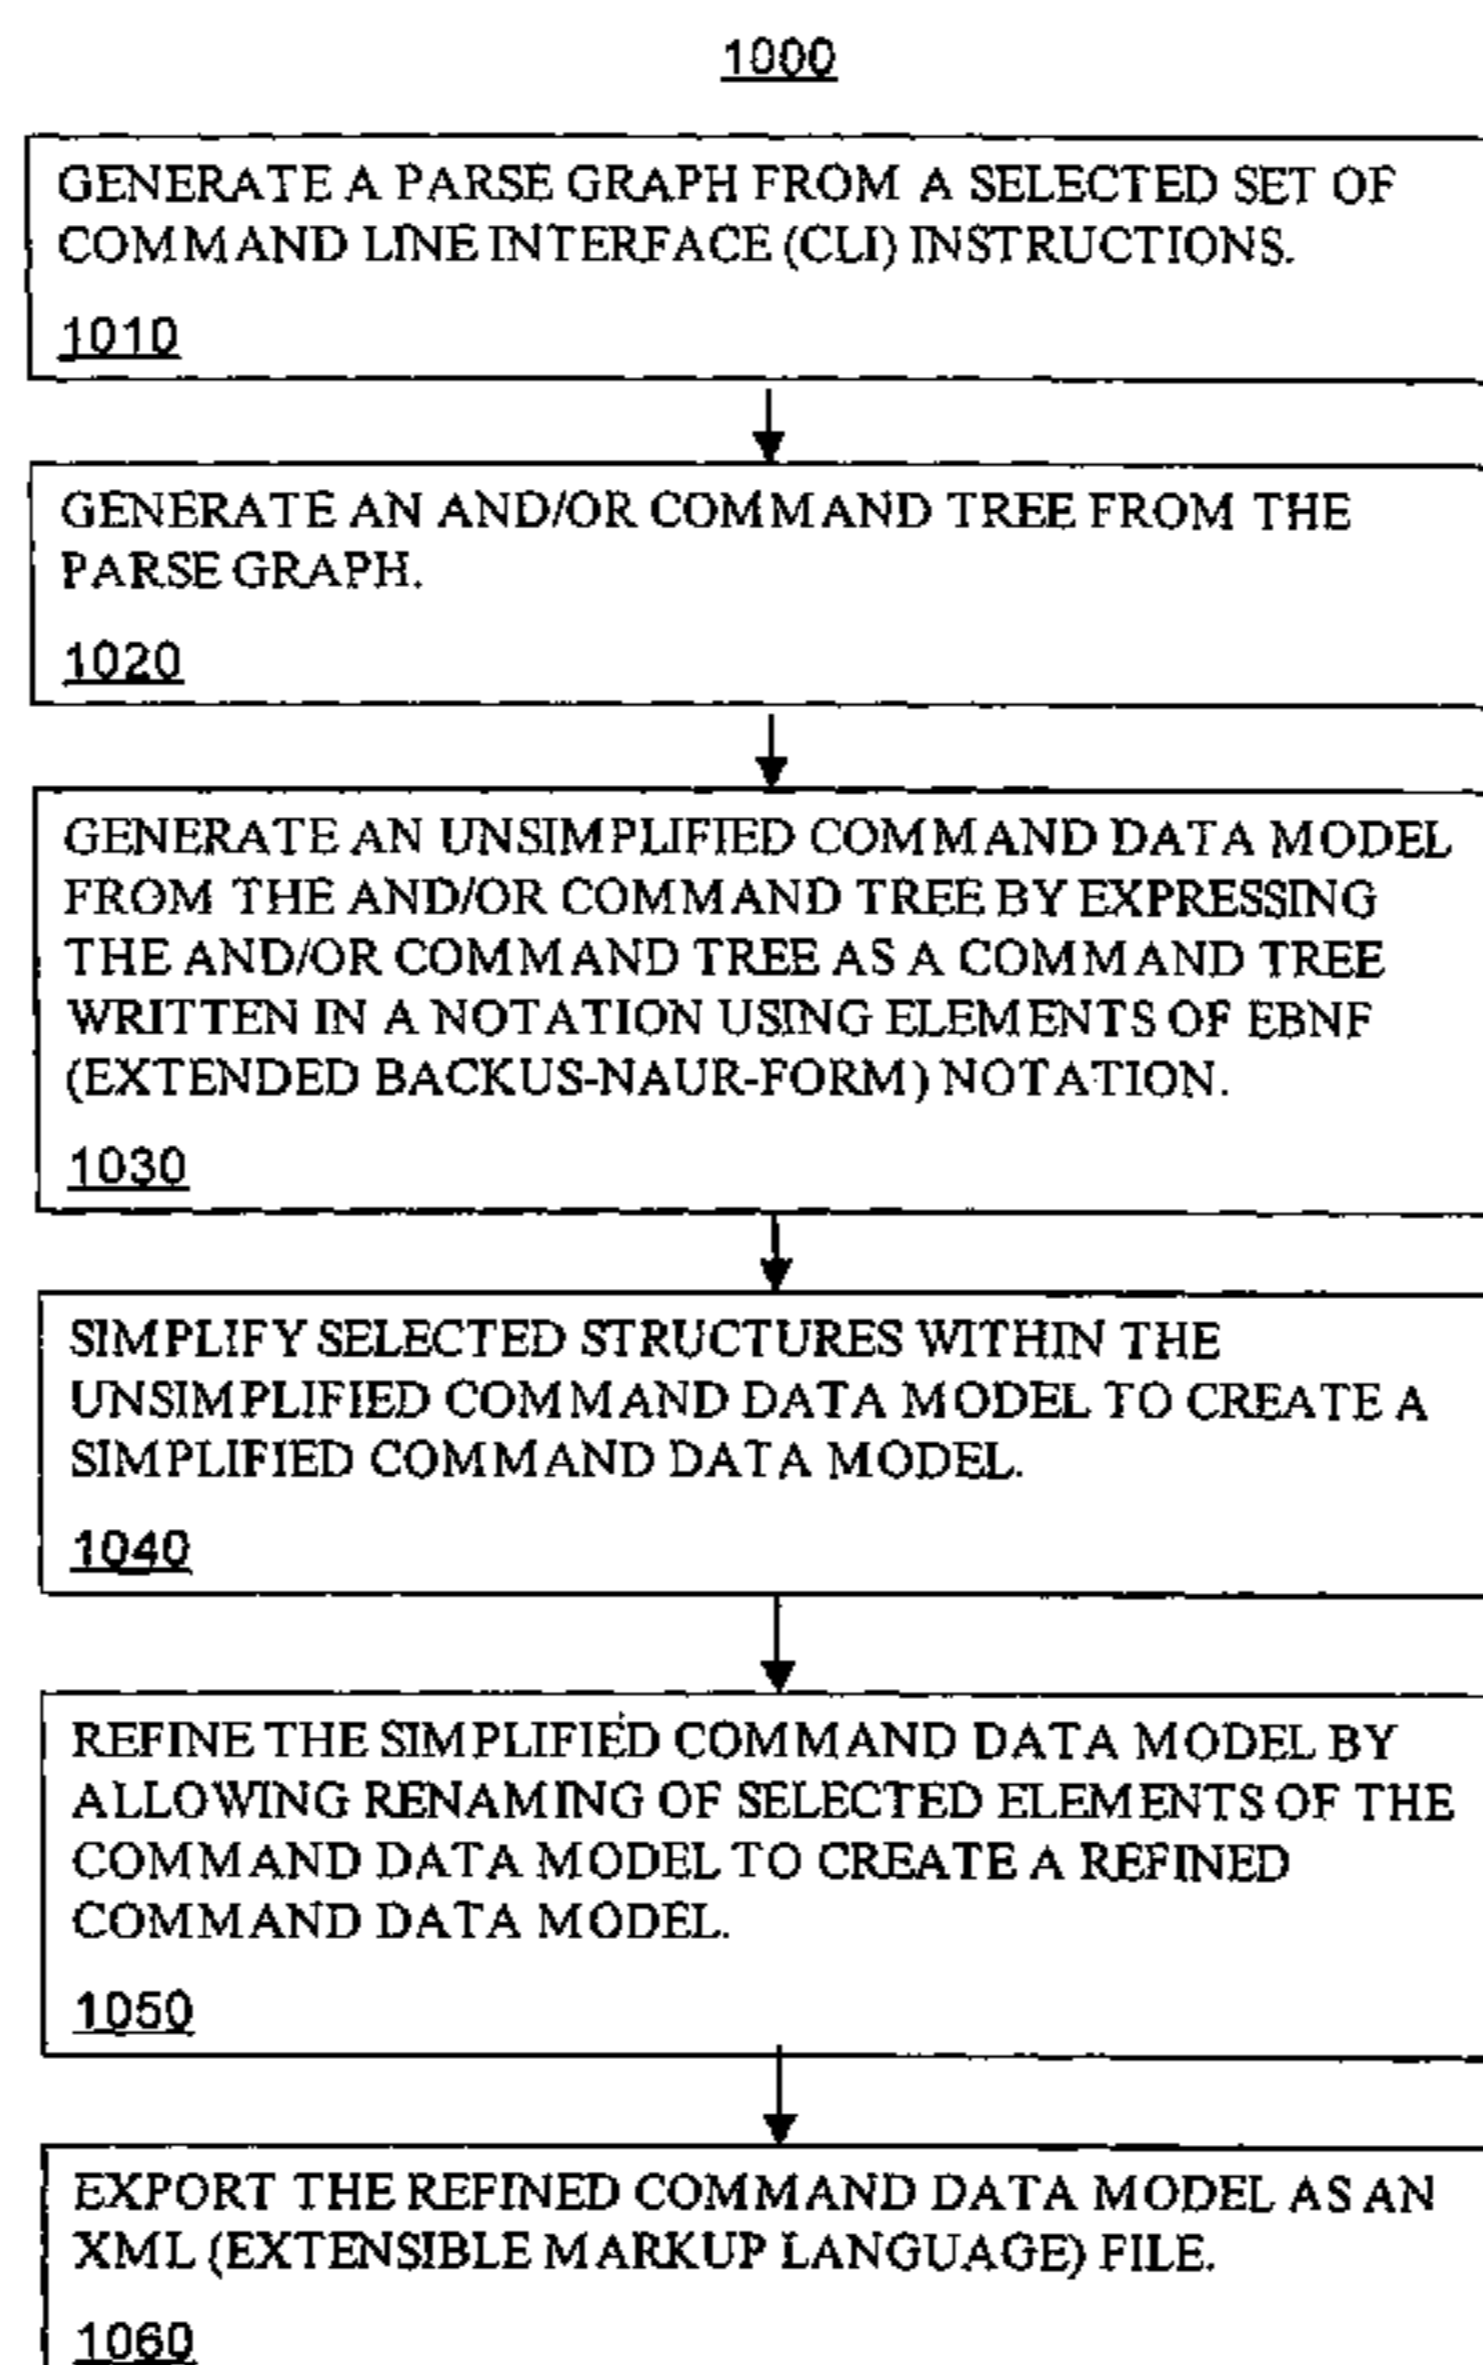 1000
GENERATE A PARSE GRAPH FROM A SELECTED SET OF
COMMAND LINE INTERFACE (CLI) INSTRUCTIONS.
1010
GENERATE AN AND/OR COMMAND TREE FROM THE
PARSE GRAPH.
1020
GENERATE AN UNSIMPLIFIED COMMAND DATA MODEL
FROM THE AND/OR COMMAND TREE BY EXPRESSING
THE AND/OR COMMAND TREE AS A COMMAND TREE
WRITTEN IN A NOTATION USING ELEMENTS OF EBNF
(EXTENDED BACKUS-NAUR-FORM) NOTATION.
1030
SIMPLIFY SELECTED STRUCTURES WITHIN THE
UNSIMPLIFIED COMMAND DATA MODEL TO CREATE A
SIMPLIFIED COMMAND DATA MODEL.
1040
REFINE THE SIMPLIFIED COMMAND DATA MODEL BY
ALLOWING RENAMING OF SELECTED ELEMENTS OF THE
COMMAND DATA MODEL TO CREATE A REFINED
COMMAND DATA MODEL.
1050
EXPORT THE REFINED COMMAND DATA MODEL AS AN
XML (EXTENSIBLE MARKUP LANGUAGE) FILE.
1060